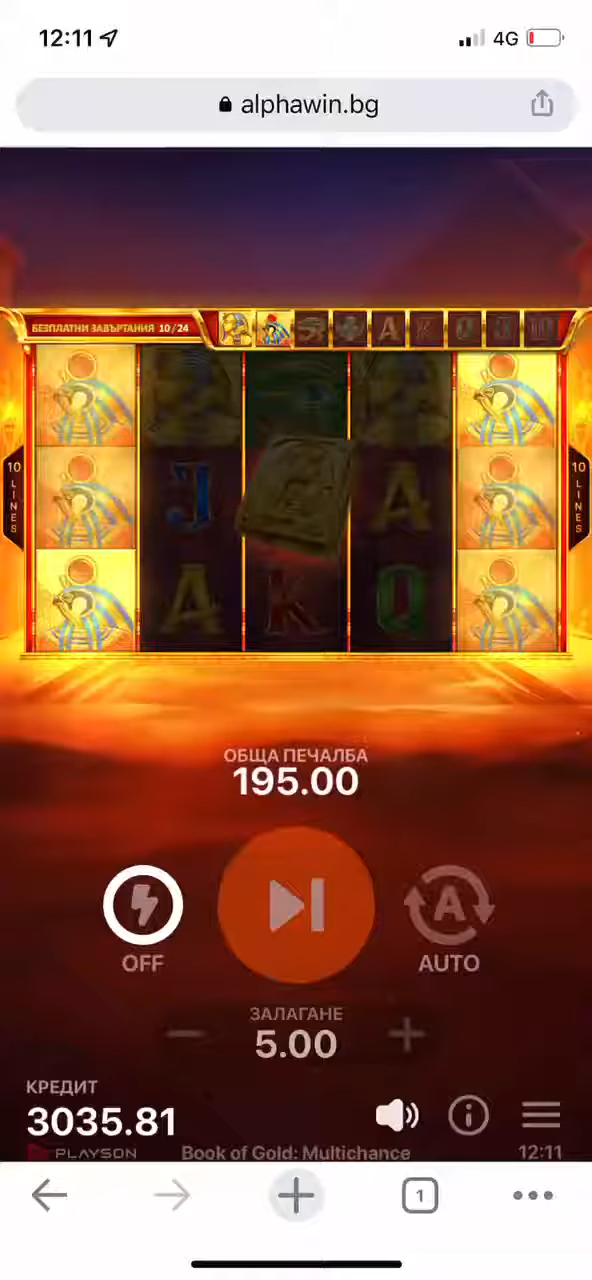 12:11
4G
alphawin.bg
БЕЗПЛАТНИ ЗАВЪРТАНИЯ 10/24
A K Q J 10
10 LINES
10 LINES
J A
A K Q
ОБЩА ПЕЧАЛБА
195.00
OFF
A
AUTO
ЗАЛАГАНЕ
5.00
КРЕДИТ
3035.81
PLAYSON Book of Gold: Multichance 12:11
1